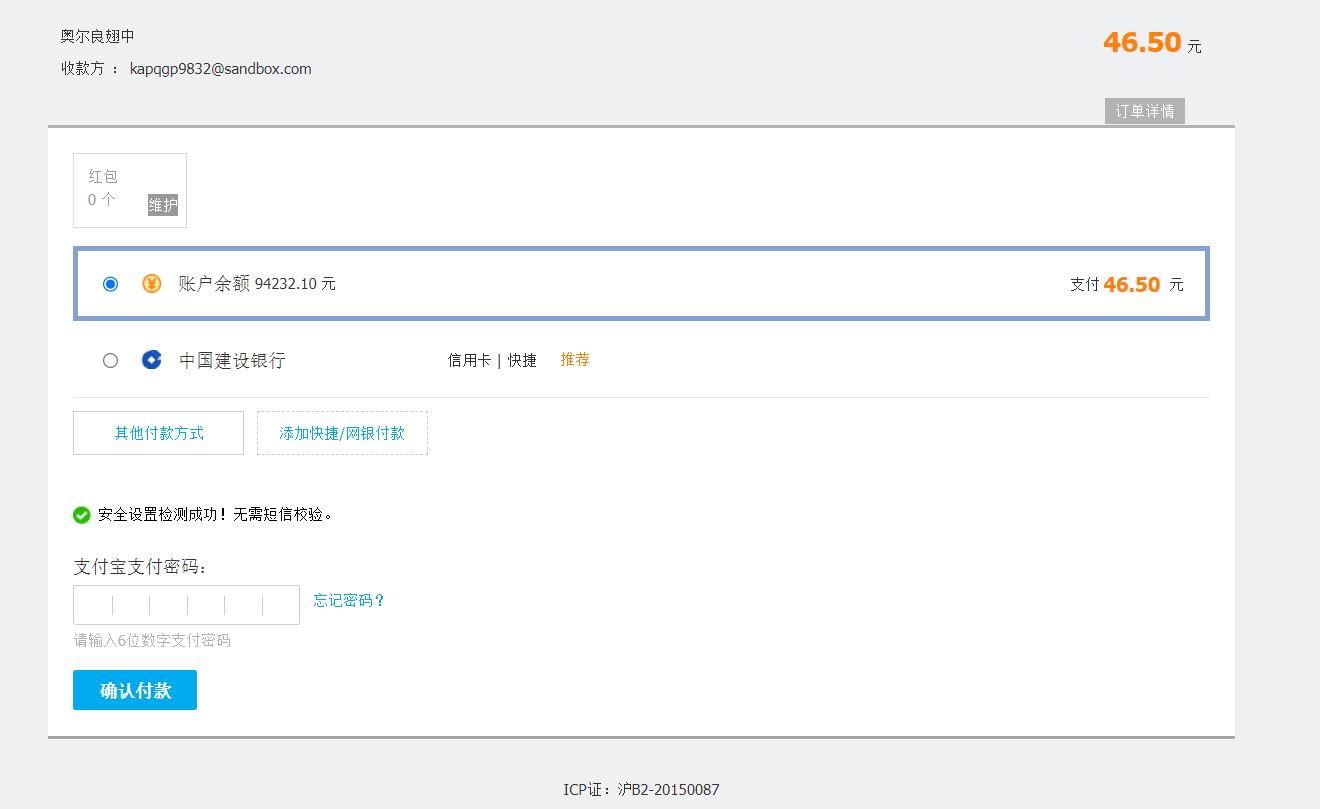 奥尔良翅中
46.50 元
收款方 ： kapqgp9832@sandbox.com
订单详情
红包
0 个
维护
账户余额 94232.10 元
支付 46.50 元
中国建设银行
信用卡 | 快捷
推荐
其他付款方式
添加快捷/网银付款
安全设置检测成功！无需短信校验。
支付宝支付密码：
忘记密码？
请输入6位数字支付密码
确认付款
ICP证：沪B2-20150087